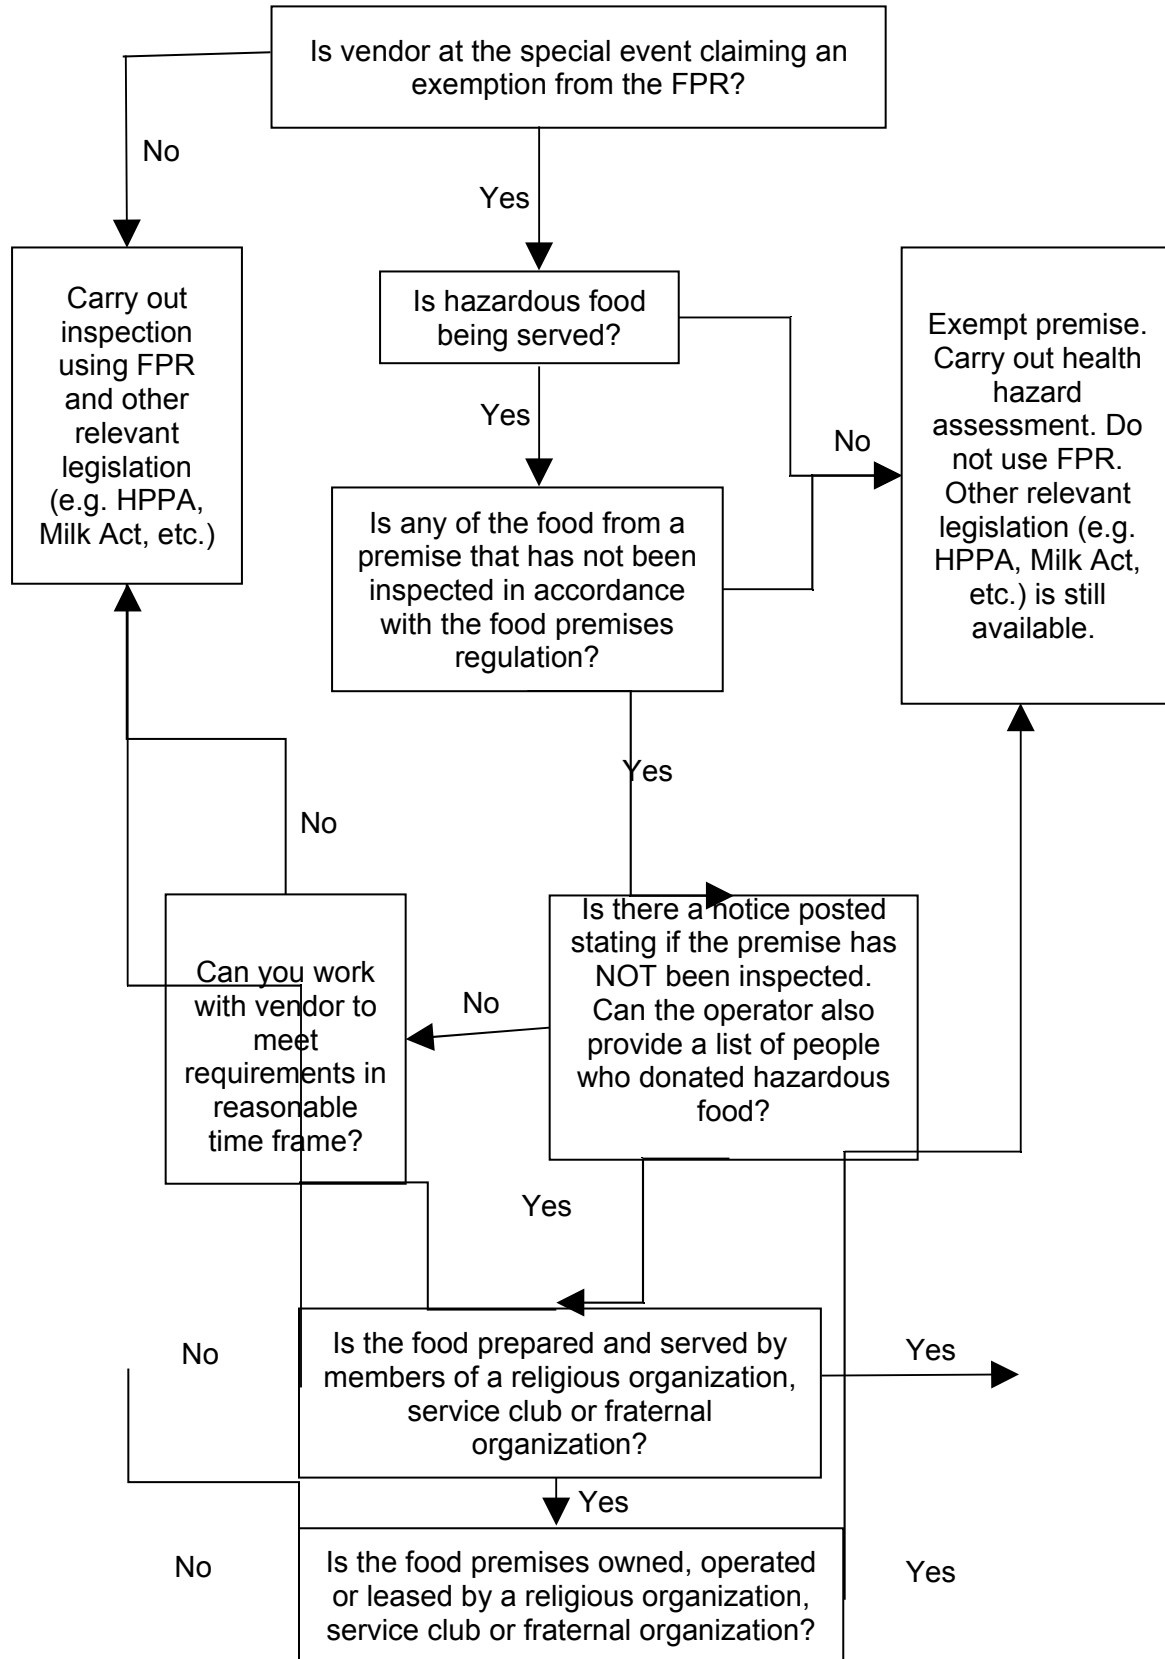 Is vendor at the special event claiming an
exemption from the FPR?
No
Yes
Carry out
inspection
using FPR
and other
relevant
legislation
(e.g. HPPA,
Milk Act, etc.)
Is hazardous food
being served?
Yes
No
Exempt premise.
Carry out health
hazard
assessment. Do
not use FPR.
Other relevant
legislation (e.g.
HPPA, Milk Act,
etc.) is still
available.
Is any of the food from a
premise that has not been
inspected in accordance
with the food premises
regulation?
Yes
No
Can you work
with vendor to
meet
requirements in
reasonable
time frame?
No
Is there a notice posted
stating if the premise has
NOT been inspected.
Can the operator also
provide a list of people
who donated hazardous
food?
Yes
No
Is the food prepared and served by
members of a religious organization,
service club or fraternal
organization?
Yes
Yes
No
Is the food premises owned, operated
or leased by a religious organization,
service club or fraternal organization?
Yes